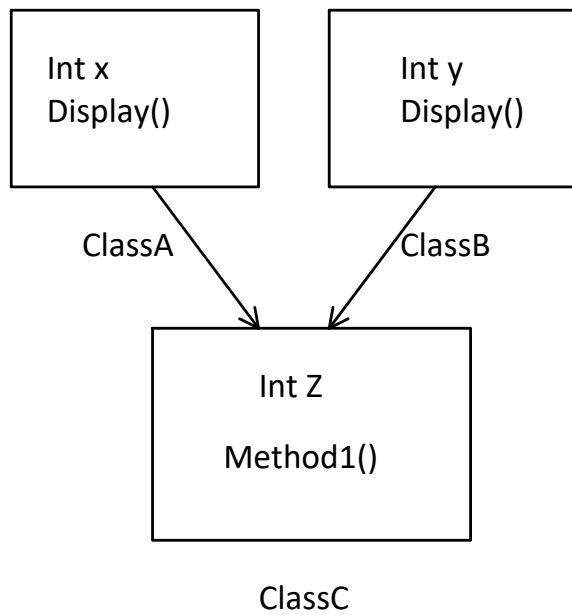 Int x
Display()
Int y
Display()
ClassA
ClassB
Int Z
Method1()
ClassC